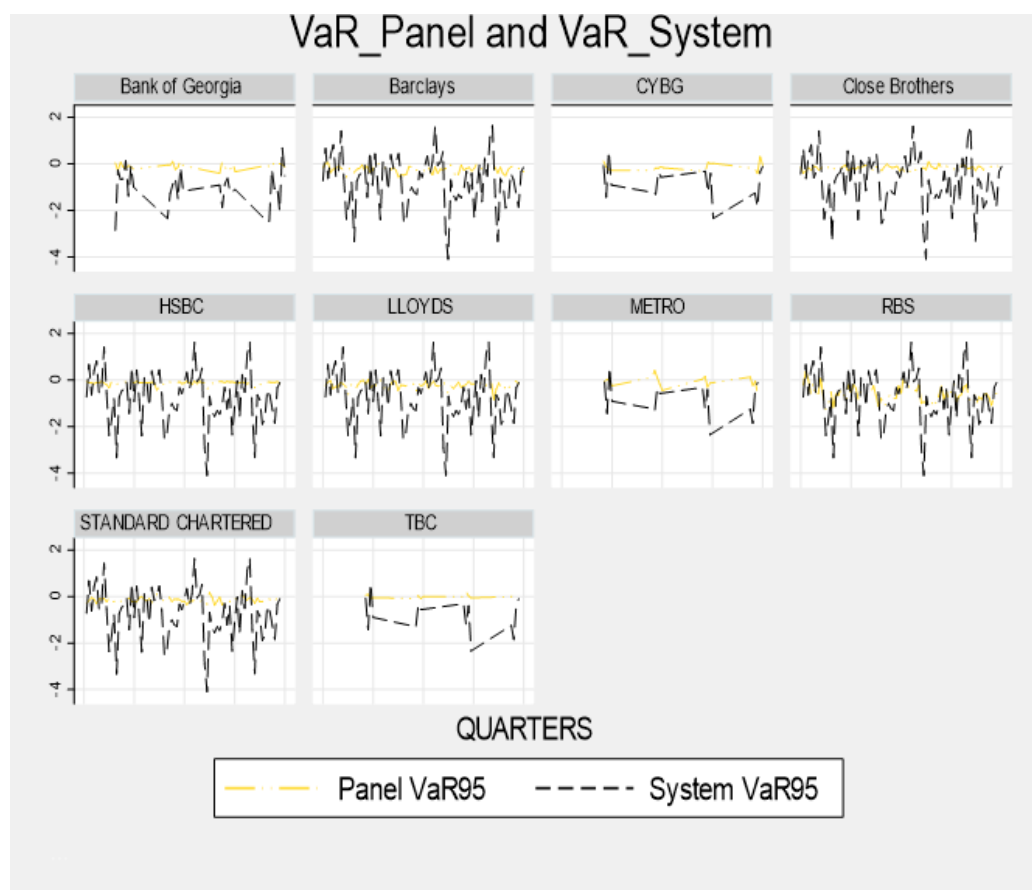 VaR_Panel and VaR_System
Bank of Georgia
Barclays
CYBG
Close Brothers
2
0
-2
-4
HSBC
LLOYDS
METRO
RBS
2
0
-2
-4
STANDARD CHARTERED
TBC
2
0
-2
-4
QUARTERS
Panel VaR95
System VaR95